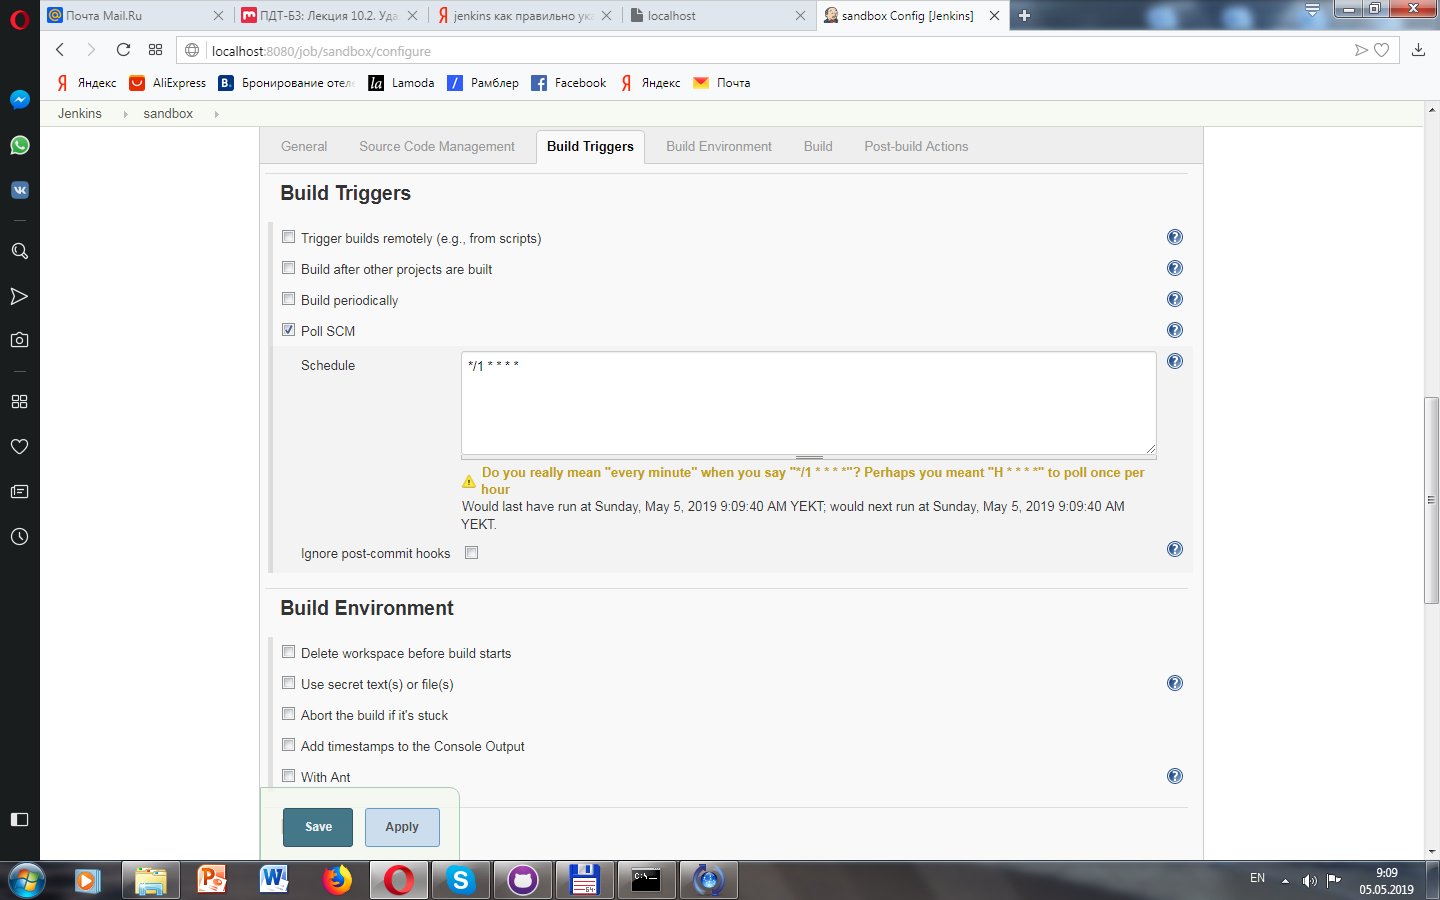 Почта Mail.Ru
ПДТ-Б3: Лекция 10.2. Уда
jenkins как правильно ука
localhost
sandbox Config [Jenkins]
localhost:8080/job/sandbox/configure
Яндекс
AliExpress
Бронирование отеле
Lamoda
Рамблер
Facebook
Яндекс
Почта
Jenkins
sandbox
General
Source Code Management
Build Triggers
Build Environment
Build
Post-build Actions
Build Triggers
Trigger builds remotely (e.g., from scripts)
Build after other projects are built
Build periodically
Poll SCM
Schedule
*/1 * * * *
Do you really mean "every minute" when you say "*/1 * * * *"? Perhaps you meant "H * * * *" to poll once per
hour
Would last have run at Sunday, May 5, 2019 9:09:40 AM YEKT; would next run at Sunday, May 5, 2019 9:09:40 AM
YEKT.
Ignore post-commit hooks
Build Environment
Delete workspace before build starts
Use secret text(s) or file(s)
Abort the build if it's stuck
Add timestamps to the Console Output
With Ant
Save
Apply
EN
9:09
05.05.2019